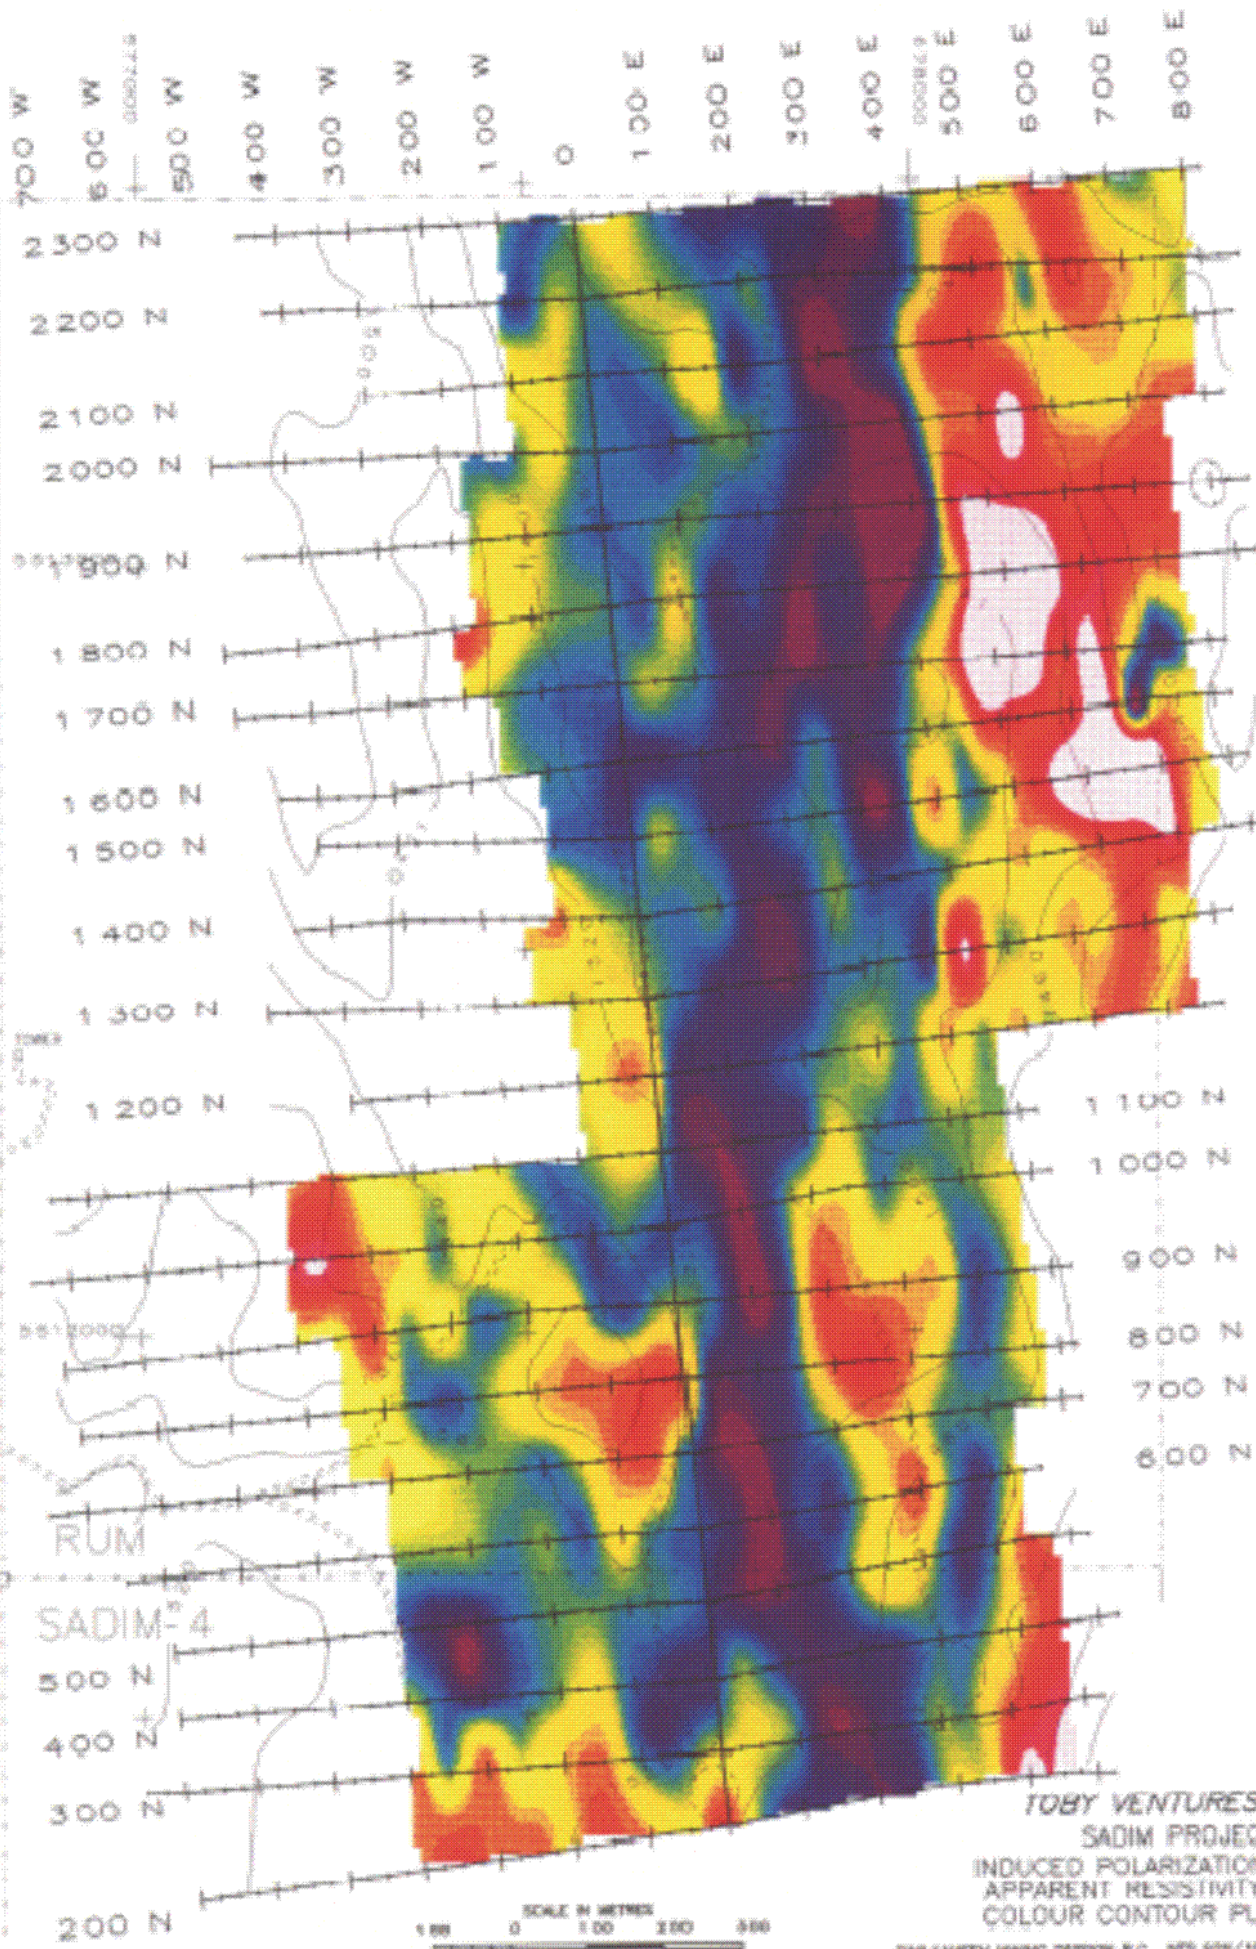 700 W
600 W
677000
500 W
400 W
300 W
200 W
100 W
0
100 E
200 E
300 E
400 E
678000
500 E
600 E
700 E
800 E
2300 N
2200 N
2100 N
2000 N
1900 N
1800 N
1700 N
1600 N
1500 N
1400 N
1300 N
1200 N
1100 N
1000 N
900 N
800 N
700 N
600 N
RUM
SADIM-4
500 N
400 N
300 N
200 N
TOBY VENTURES
SADIM PROJEC
INDUCED POLARIZATION
APPARENT RESISTIVITY
COLOUR CONTOUR PL
SCALE IN METRES
100 0 100 200 300